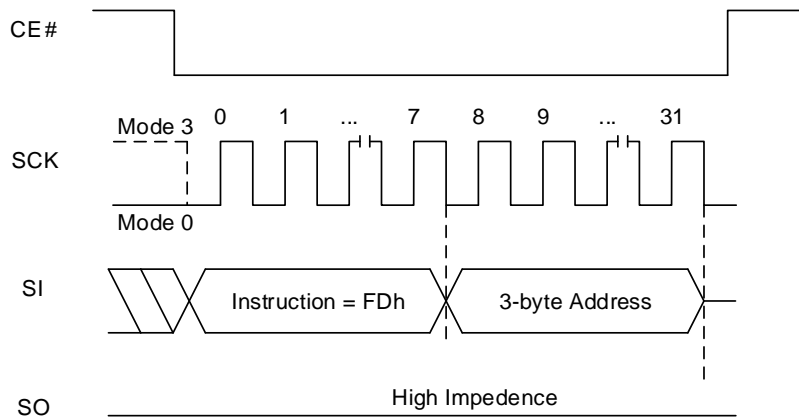 CE#
0 1 ... 7 8 9 ... 31
Mode 3
SCK
Mode 0
SI
Instruction = FDh
3-byte Address
High Impedence
SO